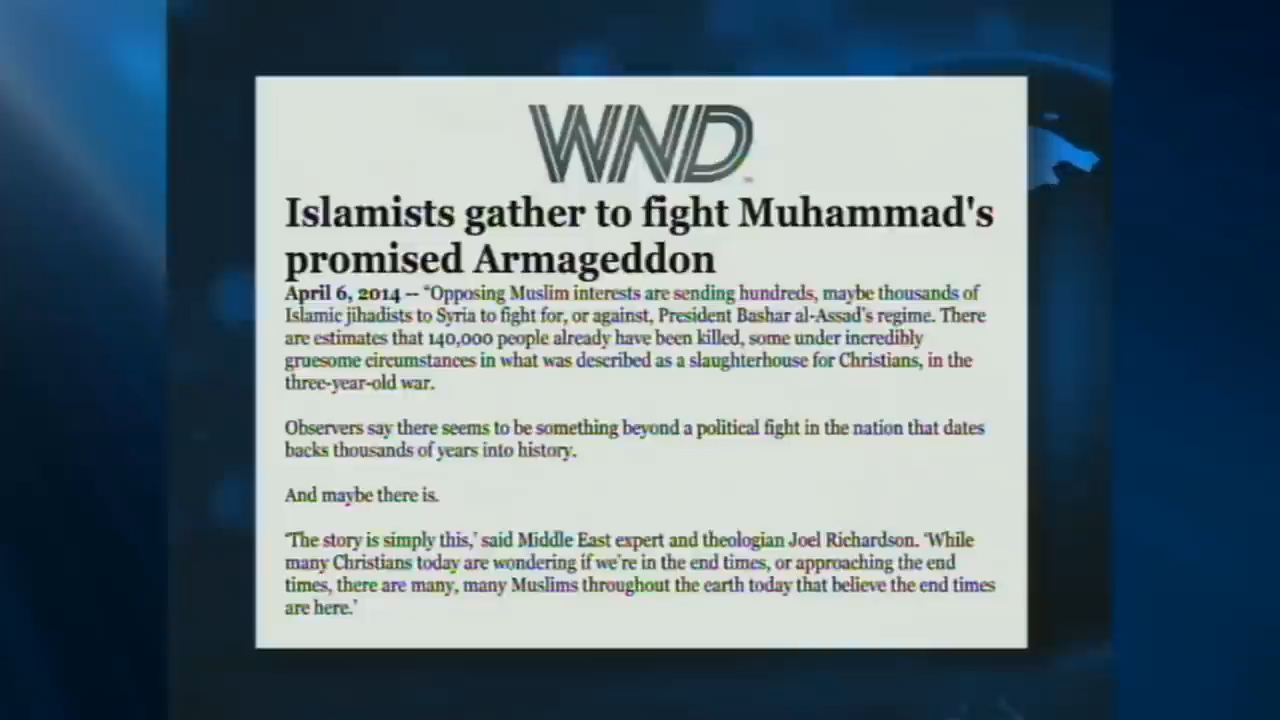 WND
Islamists gather to fight Muhammad's
promised Armageddon
April 6, 2014 -- "Opposing Muslim interests are sending hundreds, maybe thousands of
Islamic jihadists to Syria to fight for, or against, President Bashar al-Assad's regime. There
are estimates that 140,000 people already have been killed, some under incredibly
gruesome circumstances in what was described as a slaughterhouse for Christians, in the
three-year-old war.
Observers say there seems to be something beyond a political fight in the nation that dates
backs thousands of years into history.
And maybe there is.
'The story is simply this,' said Middle East expert and theologian Joel Richardson. 'While
many Christians today are wondering if we're in the end times, or approaching the end
times, there are many, many Muslims throughout the earth today that believe the end times
are here.'